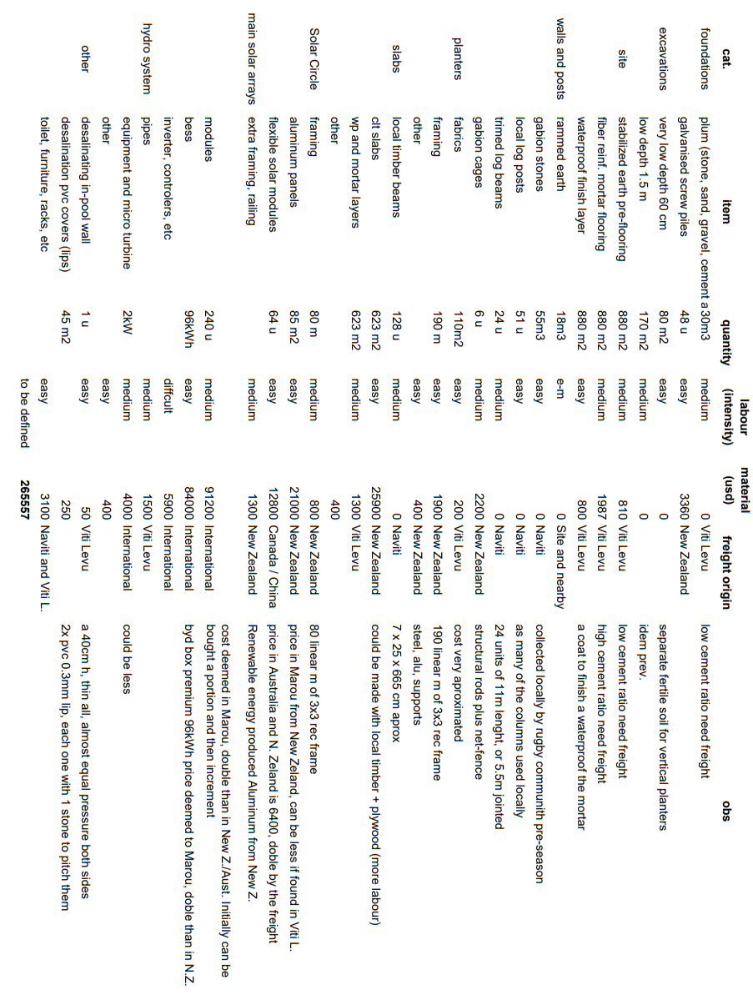 labour material
cat. item quantity (intensity) (usd) freight origin obs
foundations plum (stone, sand, gravel, cement a 30m3 medium 0 Viti Levu low cement ratio need freight
galvanised screw piles 48 u easy 3360 New Zealand
excavations very low depth 60 cm 80 m2 easy 0 separate fertile soil for vertical planters
low depth 1.5 m 170 m2 medium 0 idem prev.
site stabilized earth pre-flooring 880 m2 medium 810 Viti Levu low cement ratio need freight
fiber reinf. mortar flooring 880 m2 medium 1987 Viti Levu high cement ratio need freight
waterproof finish layer 880 m2 easy 800 Viti Levu a coat to finish a waterproof the mortar
walls and posts rammed earth 18m3 e-m 0 Site and nearby
gabion stones 55m3 easy 0 Naviti collected locally by rugby communith pre-season
local log posts 51 u easy 0 Naviti as many of the columns used locally
trimed log beams 24 u medium 0 Naviti 24 units of 11m lenght, or 5.5m jointed
gabion cages 6 u medium 2200 New Zealand structural rods plus net-fence
planters fabrics 110m2 easy 200 Viti Levu cost very aproximated
framing 190 m easy 1900 New Zealand 190 linear m of 3x3 rec frame
other easy 400 New Zealand steel, alu, supports
slabs local timber beams 128 u medium 0 Naviti 7 x 25 x 665 cm aprox
clt slabs 623 m2 easy 25900 New Zealand could be made with local timber + plywood (more labour)
wp and mortar layers 623 m2 medium 1300 Viti Levu
other 400
Solar Circle framing 80 m medium 800 New Zealand 80 linear m of 3x3 rec frame
aluminum panels 85 m2 easy 21000 New Zealand price in Marou from New Zeland, can be less if found in Viti L.
flexible solar modules 64 u easy 12800 Canada / China price in Australia and N. Zeland is 6400, doble by the freight
main solar arrays extra framing, railing medium 1300 New Zealand Renewable energy produced Aluminum from New Z.
cost deemed in Marou, double than in New Z./Aust. Initially can be
modules 240 u medium 91200 International bought a portion and then increment
bess 96kWh easy 84000 International byd box premium 96kWh price deemed to Marou, doble than in N.Z.
inverter, controlers, etc diffcult 5900 International
hydro system pipes medium 1500 Viti Levu
equipment and micro turbine 2kW medium 4000 International could be less
other easy 400
other desalinating in-pool wall 1 u easy 50 Viti Levu a 40cm h, thin all, almost equal pressure both sides
desalination pvc covers (lips) 45 m2 250 2x pvc 0.3mm lip, each one with 1 stone to pitch them
toilet, furniture, racks, etc easy 3100 Naviti and Viti L.
to be defined 265557